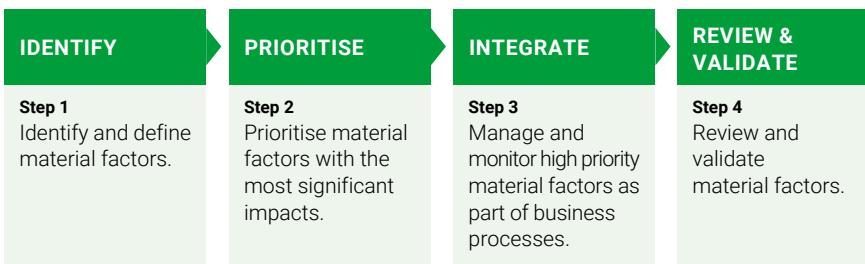 IDENTIFY
Step 1
Identify and define
material factors.
PRIORITISE
Step 2
Prioritise material
factors with the
most significant
impacts.
INTEGRATE
Step 3
Manage and
monitor high priority
material factors as
part of business
processes.
REVIEW &
VALIDATE
Step 4
Review and
validate
material factors.